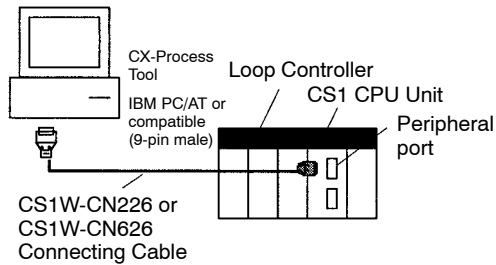 CX-Process
Tool
IBM PC/AT or
compatible
(9-pin male)
Loop Controller
CS1 CPU Unit
Peripheral
port
CS1W-CN226 or
CS1W-CN626
Connecting Cable